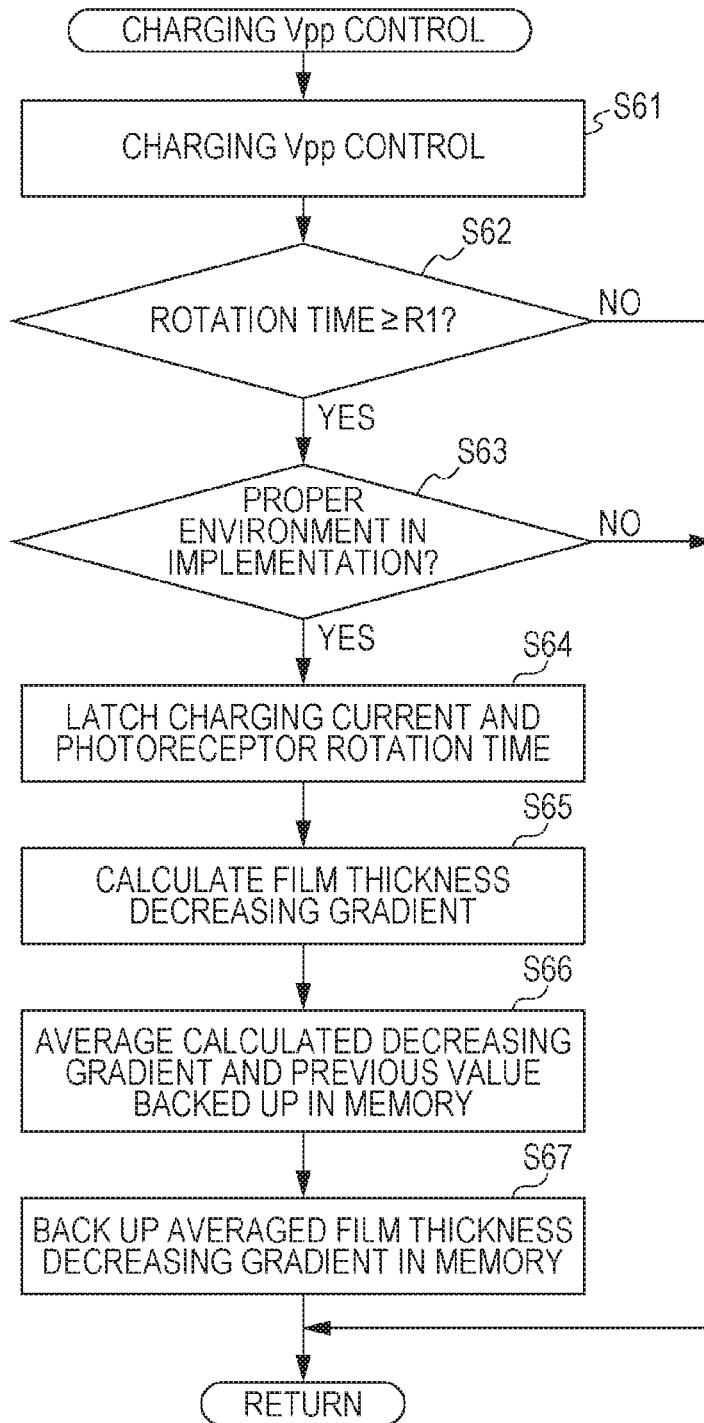 CHARGING Vpp CONTROL
S61
CHARGING Vpp CONTROL
S62
ROTATION TIME ≥ R1?
NO
YES
S63
PROPER
ENVIRONMENT IN
IMPLEMENTATION?
NO
YES
S64
LATCH CHARGING CURRENT AND
PHOTORECEPTOR ROTATION TIME
S65
CALCULATE FILM THICKNESS
DECREASING GRADIENT
S66
AVERAGE CALCULATED DECREASING
GRADIENT AND PREVIOUS VALUE
BACKED UP IN MEMORY
S67
BACK UP AVERAGED FILM THICKNESS
DECREASING GRADIENT IN MEMORY
RETURN